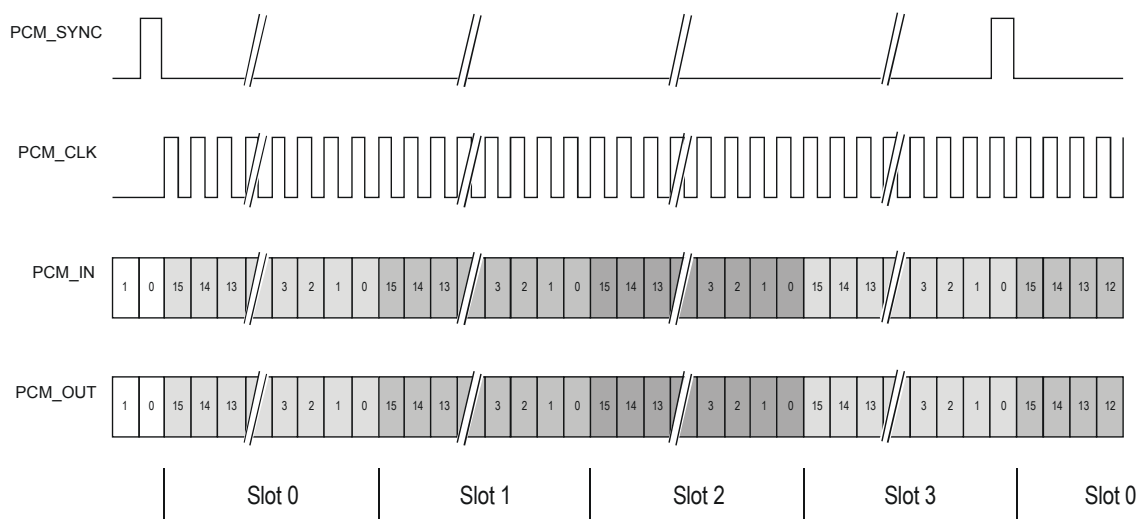 PCM_SYNC
PCM_CLK
PCM_IN
1 0 15 14 13 3 2 1 0 15 14 13 3 2 1 0 15 14 13 3 2 1 0 15 14 13 3 2 1 0 15 14 13 12
PCM_OUT
1 0 15 14 13 3 2 1 0 15 14 13 3 2 1 0 15 14 13 3 2 1 0 15 14 13 3 2 1 0 15 14 13 12
Slot 0 Slot 1 Slot 2 Slot 3 Slot 0